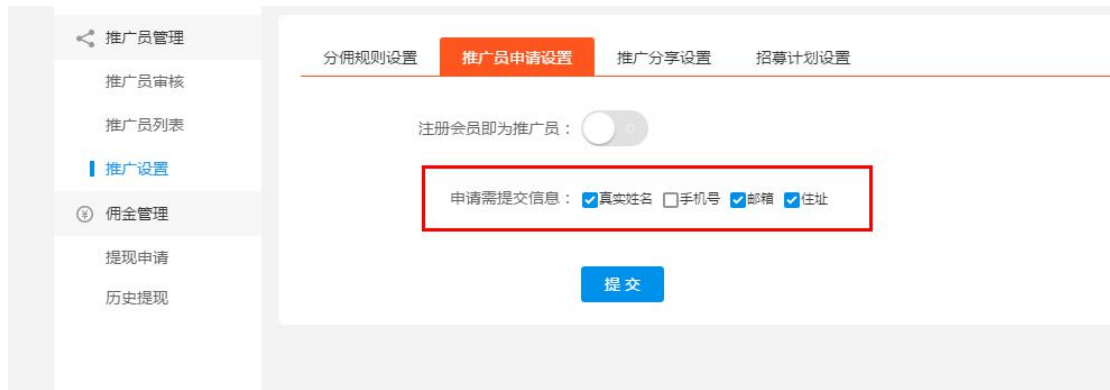 推广员管理
推广员审核
推广员列表
推广设置
佣金管理
提现申请
历史提现
分佣规则设置 推广员申请设置 推广分享设置 招募计划设置
注册会员即为推广员：
申请需提交信息： 真实姓名 手机号 邮箱 住址
提交